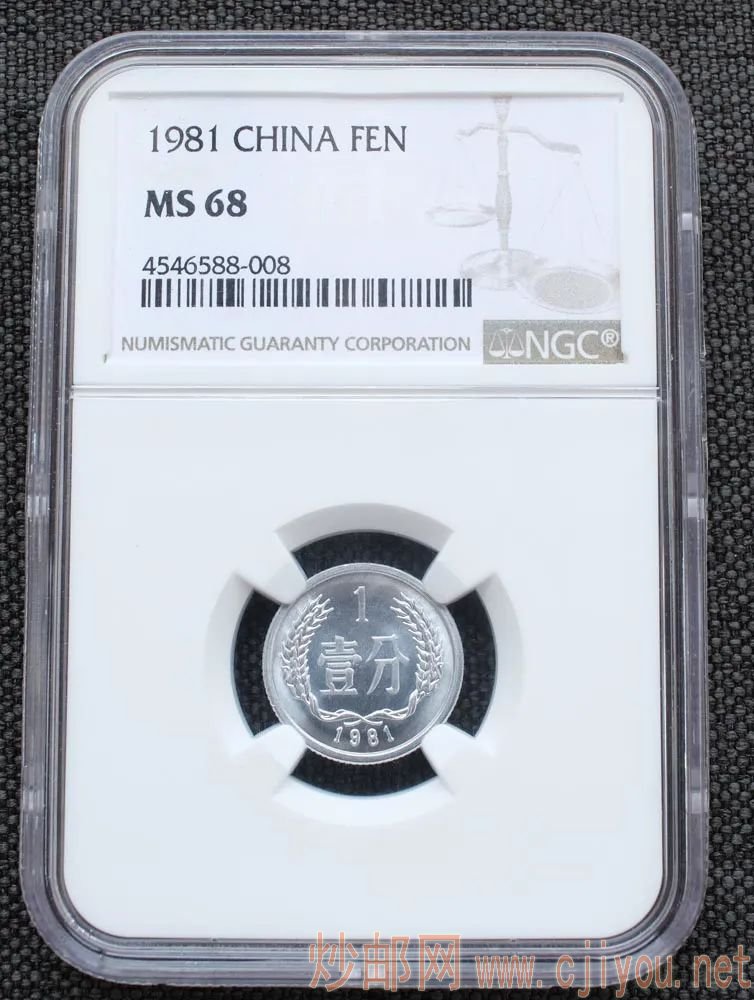 1981 CHINA FEN
MS 68
4546588-008
NUMISMATIC GUARANTY CORPORATION NGC®
1
壹分
1981
炒邮网 www.cjiyou.net